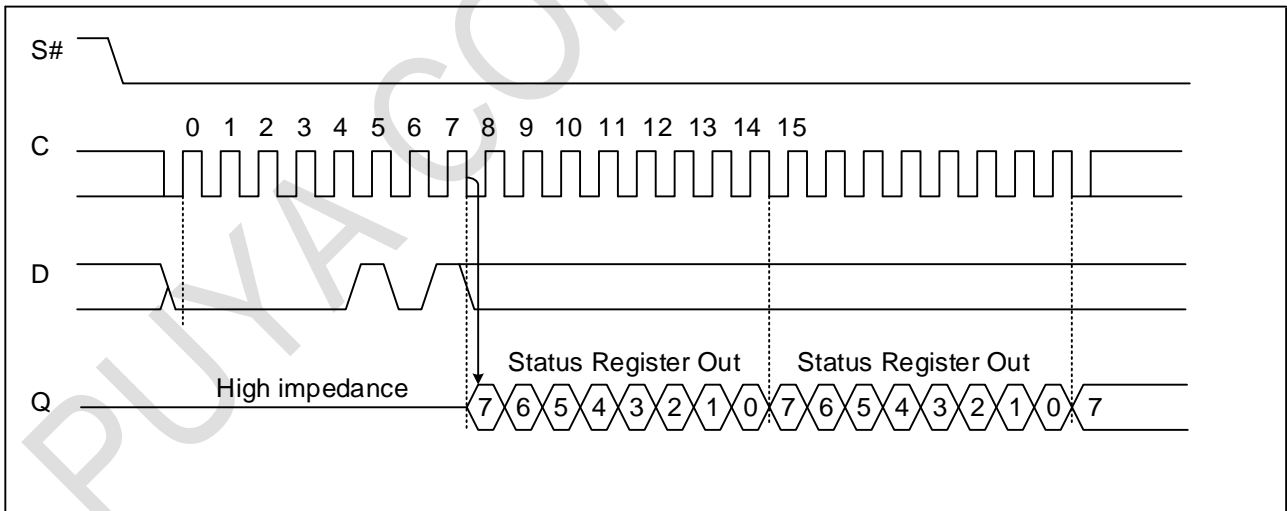 S#
0 1 2 3 4 5 6 7 8 9 10 11 12 13 14 15
C
D
Status Register Out Status Register Out
High impedance
Q
7 6 5 4 3 2 1 0 7 6 5 4 3 2 1 0 7
PUYA CON